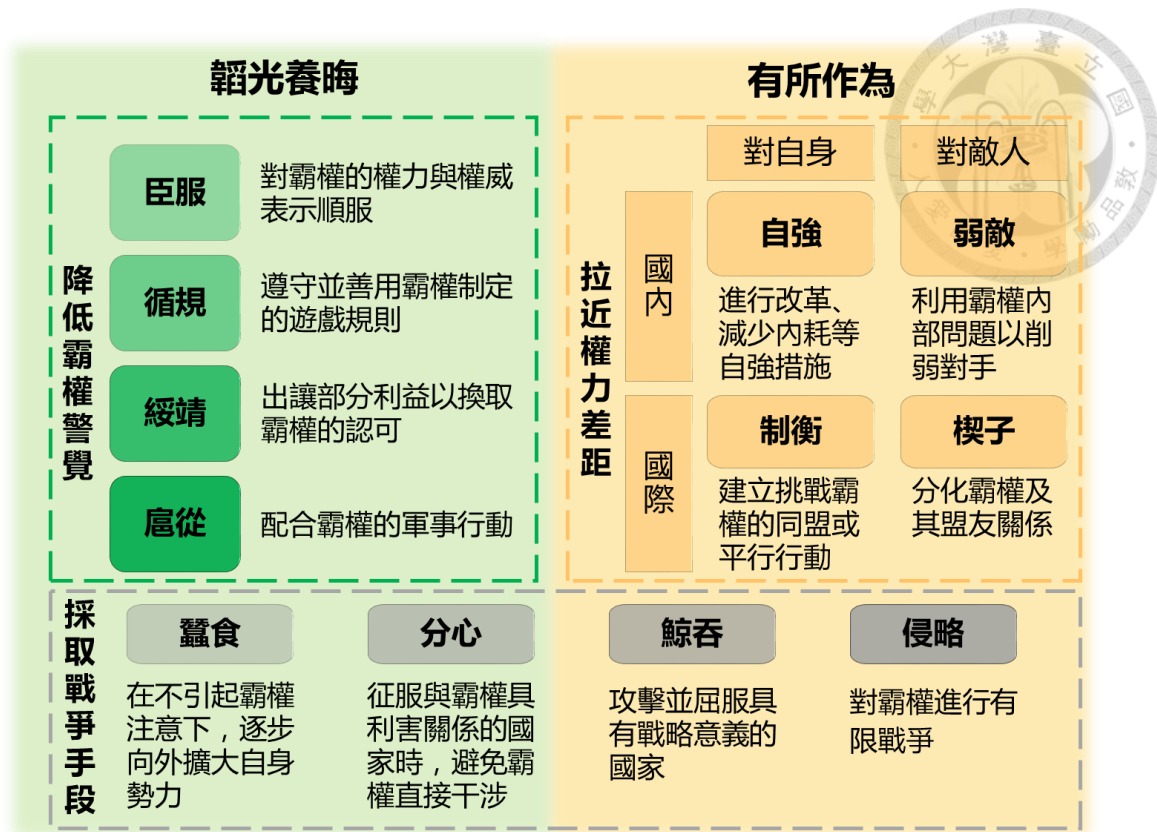 韜光養晦
降低霸權警覺
臣服
對霸權的權力與權威
表示順服
循規
遵守並善用霸權制定
的遊戲規則
綏靖
出讓部分利益以換取
霸權的認可
扈從
配合霸權的軍事行動
有所作為
拉近權力差距
對自身
對敵人
國內
自強
進行改革、
減少內耗等
自強措施
弱敵
利用霸權內
部問題以削
弱對手
國際
制衡
建立挑戰霸
權的同盟或
平行行動
楔子
分化霸權及
其盟友關係
採取戰爭手段
蠶食
在不引起霸權
注意下，逐步
向外擴大自身
勢力
分心
征服與霸權具
利害關係的國
家時，避免霸
權直接干涉
鯨吞
攻擊並屈服具
有戰略意義的
國家
侵略
對霸權進行有
限戰爭